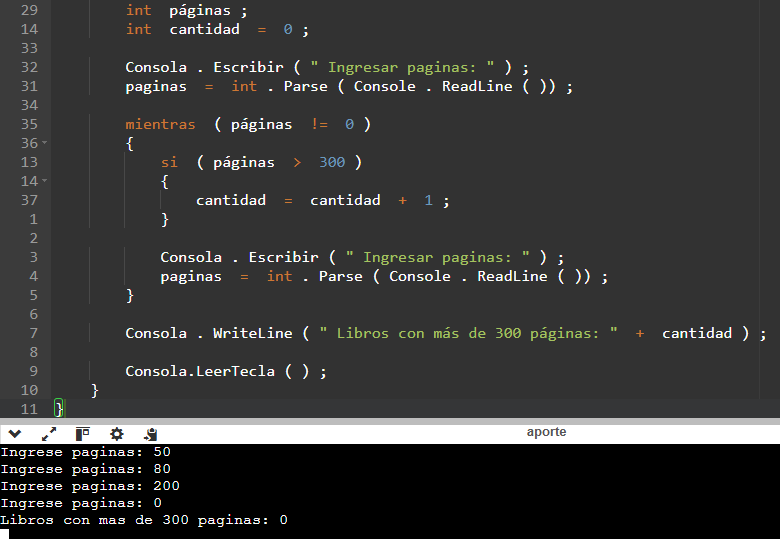 29 int páginas ;
14 int cantidad = 0 ;
33
32 Consola . Escribir ( " Ingresar paginas: " ) ;
31 paginas = int . Parse ( Console . ReadLine ( )) ;
34
35 mientras ( páginas != 0 )
36 {
13 si ( páginas > 300 )
14 {
37 cantidad = cantidad + 1 ;
1 }
2
3 Consola . Escribir ( " Ingresar paginas: " ) ;
4 paginas = int . Parse ( Console . ReadLine ( )) ;
5 }
6
7 Consola . WriteLine ( " Libros con más de 300 páginas: " + cantidad ) ;
8
9 Consola.LeerTecla ( ) ;
10 }
11 }
aporte
Ingrese paginas: 50
Ingrese paginas: 80
Ingrese paginas: 200
Ingrese paginas: 0
Libros con mas de 300 paginas: 0